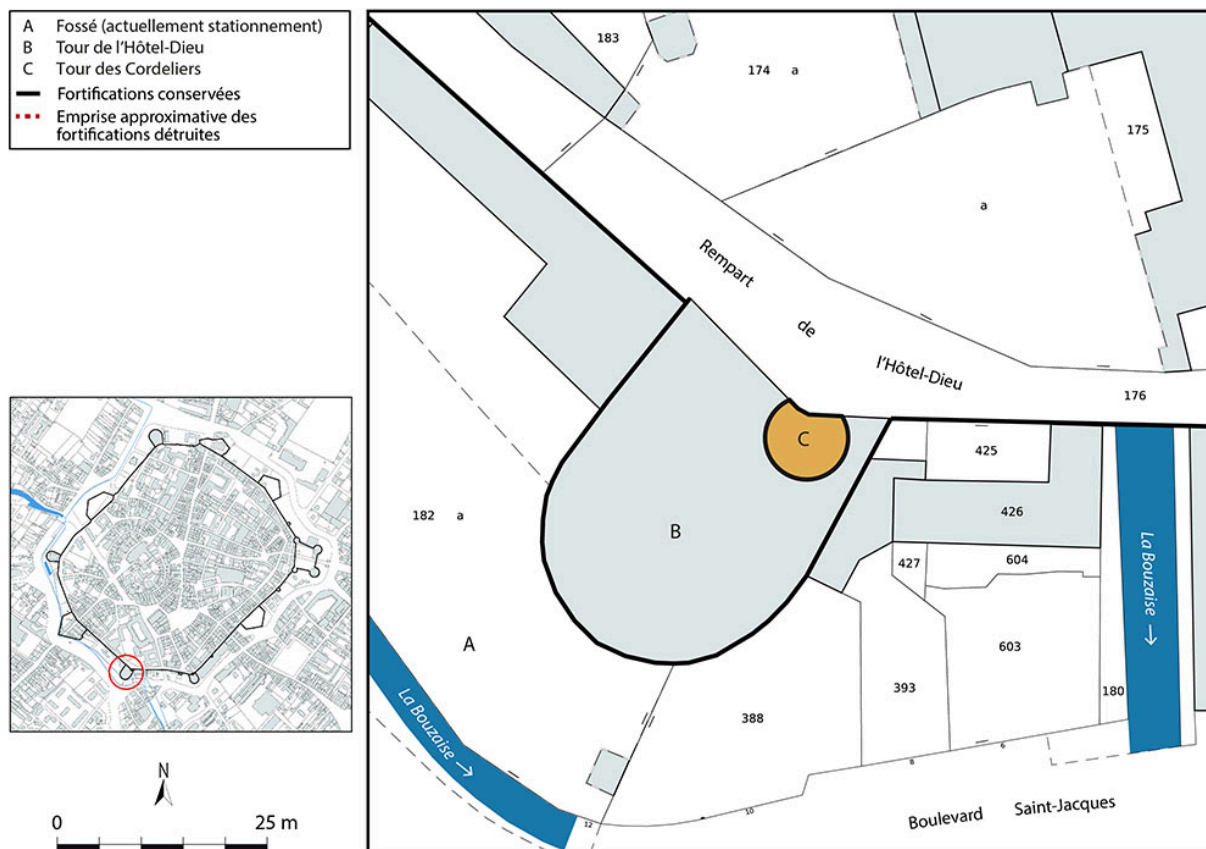 A Fossé (actuellement stationnement)
B Tour de l'Hôtel-Dieu
C Tour des Cordeliers
Fortifications conservées
Emprise approximative des
fortifications détruites
N
0 25 m
183
174 a
175
a
Rempart
de
l'Hôtel-Dieu
176
C
425
426
182 a
B
427
604
La Bouzaise →
A
603
393
180
388
La Bouzaise →
12
10
8
6
Boulevard Saint-Jacques